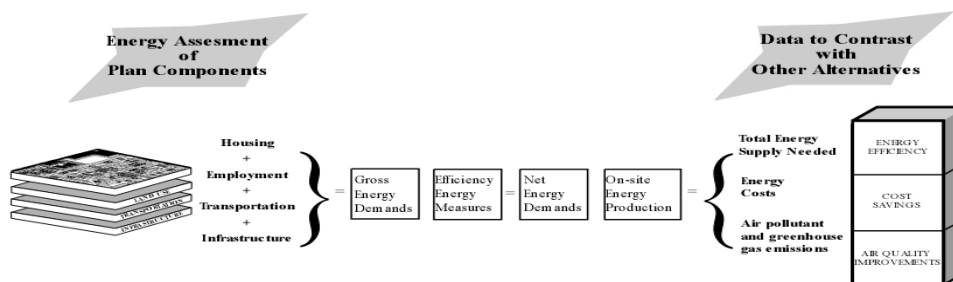 Energy Assesment
of
Plan Components
Data to Contrast
with
Other Alternatives
LAND USE
TRANSPORTATION
INFRASTRUCTURE
Housing
+
Employment
+
Transportation
+
Infrastructure
}
=
Gross
Energy
Demands
Efficiency
Energy
Measures
=
Net
Energy
Demands
On-site
Energy
Production
=
{
Total Energy
Supply Needed
Energy
Costs
Air pollutant
and greenhouse
gas emissions
ENERGY
EFFICIENCY
COST
SAVINGS
AIR QUALITY
IMPROVEMENTS